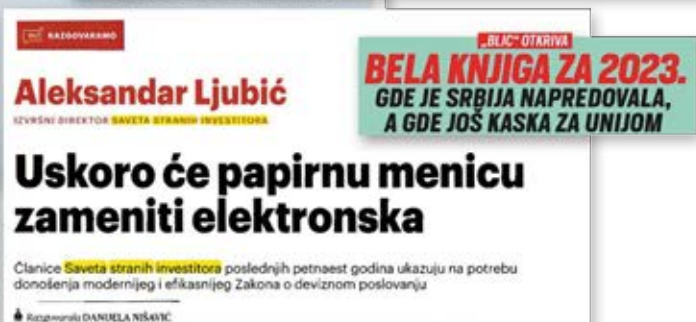 RAZGOVARAMO
Aleksandar Ljubić
IZVRŠNI DIREKTOR SAVETA STRANIH INVESTITORA
Uskoro će papirnu menicu
zameniti elektronska
Članice Saveta stranih investitora poslednjih petnaest godina ukazuju na potrebu
donošenja modernijeg i efikasnijeg Zakona o deviznom poslovanju
Razgovarala DANIJELA NIŠAVIĆ
„BLIC“ OTKRIVA
BELA KNJIGA ZA 2023.
GDE JE SRBIJA NAPREDOVALA,
A GDE JOŠ KASKA ZA UNIJOM